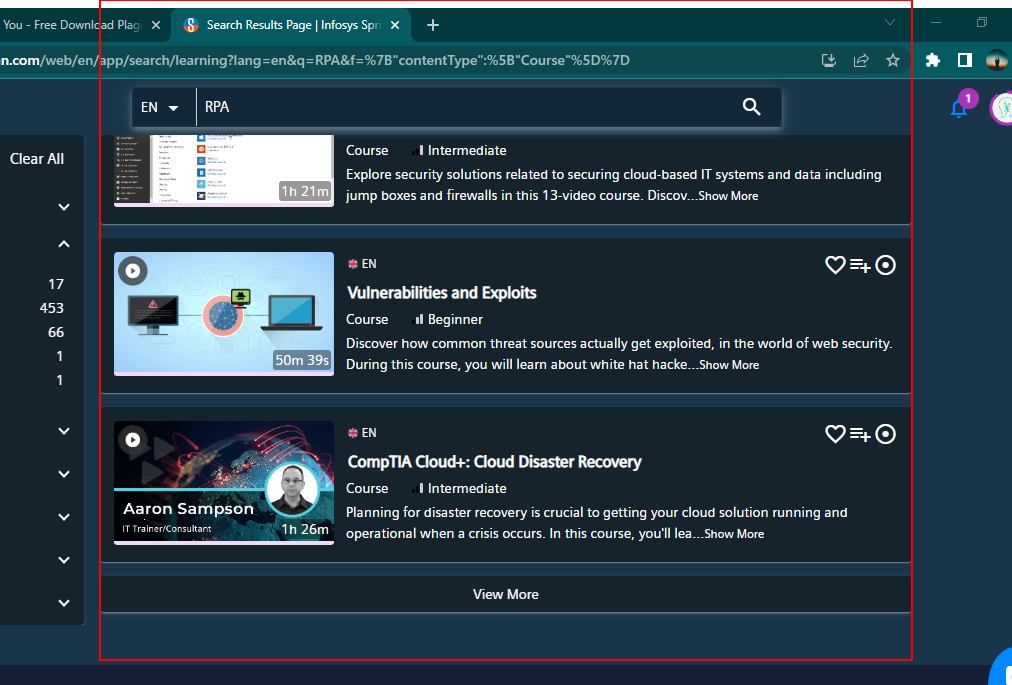 You - Free Download Plagi
Search Results Page | Infosys Spri
n.com/web/en/app/search/learning?lang=en&q=RPA&f=%7B"contentType":%5B"Course"%5D%7D
EN
RPA
1
Clear All
17
453
66
1
1
1h 21m
Course
Intermediate
Explore security solutions related to securing cloud-based IT systems and data including
jump boxes and firewalls in this 13-video course. Discov...Show More
50m 39s
EN
Vulnerabilities and Exploits
Course
Beginner
Discover how common threat sources actually get exploited, in the world of web security.
During this course, you will learn about white hat hacke...Show More
Aaron Sampson
IT Trainer/Consultant
1h 26m
EN
CompTIA Cloud+: Cloud Disaster Recovery
Course
Intermediate
Planning for disaster recovery is crucial to getting your cloud solution running and
operational when a crisis occurs. In this course, you'll lea...Show More
View More